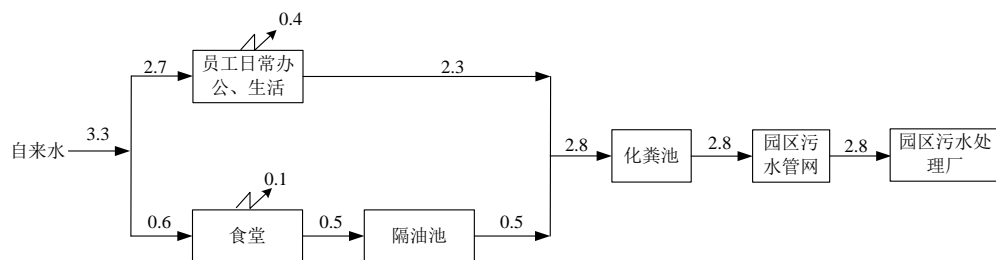 0.4
2.7
员工日常办
公、生活
2.3
自来水
3.3
2.8
化粪池
2.8
园区污
水管网
2.8
园区污水处
理厂
0.1
0.6
食堂
0.5
隔油池
0.5